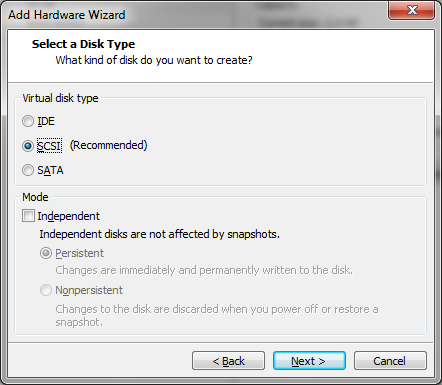 Add Hardware Wizard
Select a Disk Type
What kind of disk do you want to create?
Virtual disk type
IDE
SCSI (Recommended)
SATA
Mode
Independent
Independent disks are not affected by snapshots.
Persistent
Changes are immediately and permanently written to the disk.
Nonpersistent
Changes to the disk are discarded when you power off or restore a
snapshot.
< Back Next > Cancel